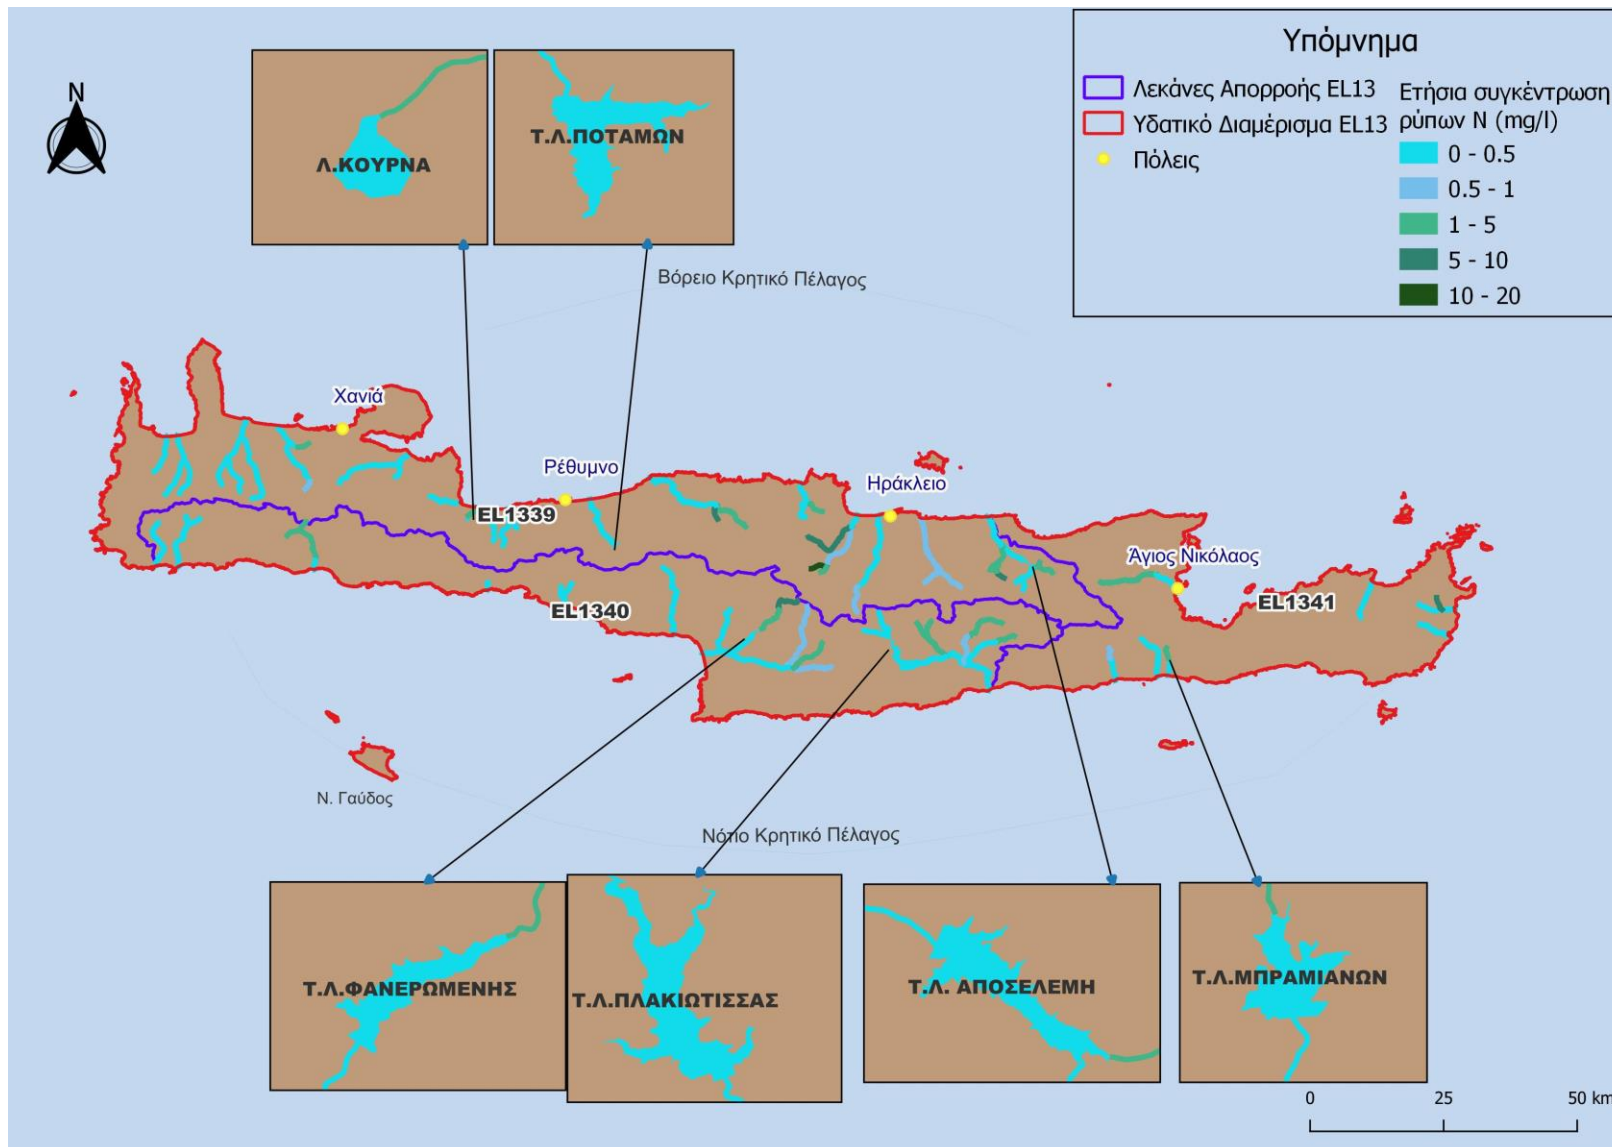 Υπόμνημα
Λεκάνες Απορροής EL13
Υδατικό Διαμέρισμα EL13
Πόλεις
Ετήσια συγκέντρωση
ρύπων Ν (mg/l)
0 - 0.5
0.5 - 1
1 - 5
5 - 10
10 - 20
N
Λ.ΚΟΥΡΝΑ
Τ.Λ.ΠΟΤΑΜΩΝ
Βόρειο Κρητικό Πέλαγος
Χανιά
Ρέθυμνο
Ηράκλειο
EL1339
Άγιος Νικόλαος
EL1340
EL1341
Ν. Γαύδος
Νότιο Κρητικό Πέλαγος
Τ.Λ.ΦΑΝΕΡΩΜΕΝΗΣ
Τ.Λ.ΠΛΑΚΙΩΤΙΣΣΑΣ
Τ.Λ. ΑΠΟΣΕΛΕΜΗ
Τ.Λ.ΜΠΡΑΜΙΑΝΩΝ
0 25 50 km